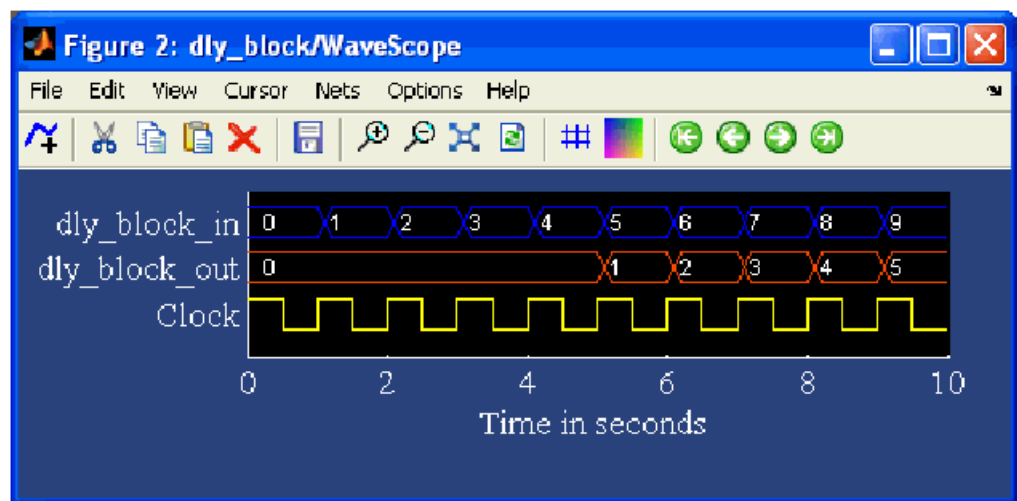 Figure 2: dly_block/WaveScope
File Edit View Cursor Nets Options Help
dly_block_in 0 1 2 3 4 5 6 7 8 9
dly_block_out 0 1 2 3 4 5
Clock
0 2 4 6 8 10
Time in seconds